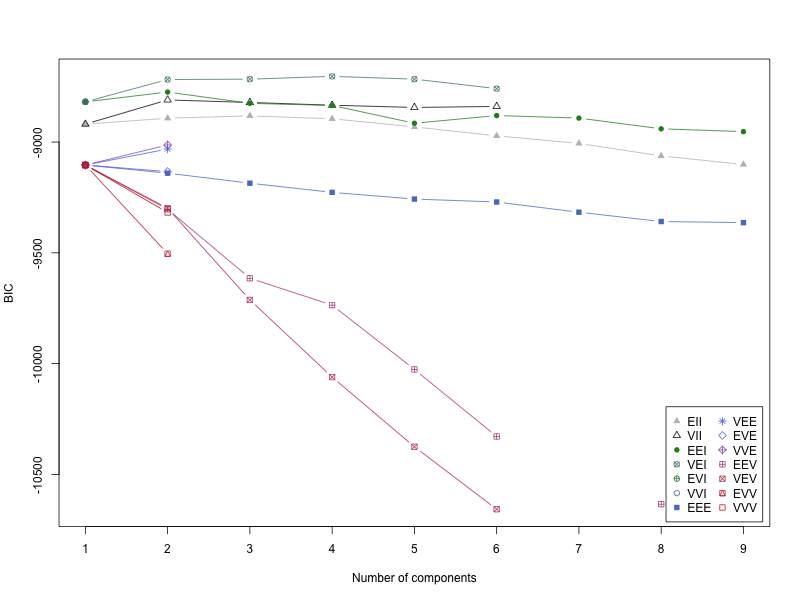 BIC
-9000
-9500
-10000
-10500
1 2 3 4 5 6 7 8 9
Number of components
EII VEE
VII EVE
EEI VVE
VEI EEV
EVI VEV
VVI EVV
EEE VVV